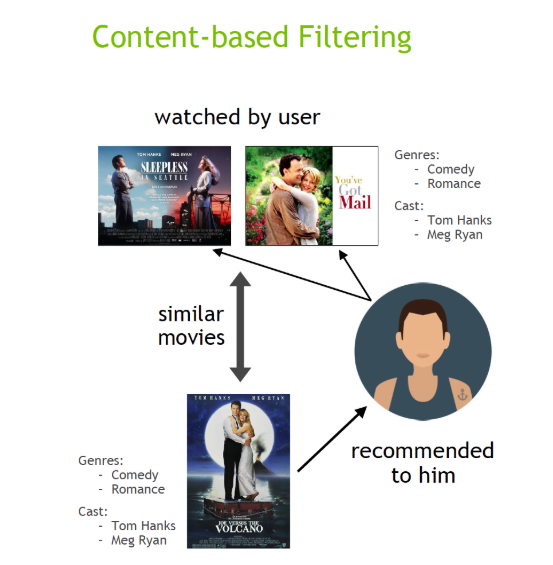 Content-based Filtering
watched by user
TOM HANKS MEG RYAN
SLEEPLESS
IN SEATTLE
You've
Got
Mail
Genres:
- Comedy
- Romance
Cast:
- Tom Hanks
- Meg Ryan
similar
movies
TOM HANKS MEG RYAN
JOE VERSUS THE
VOLCANO
Genres:
- Comedy
- Romance
Cast:
- Tom Hanks
- Meg Ryan
recommended
to him